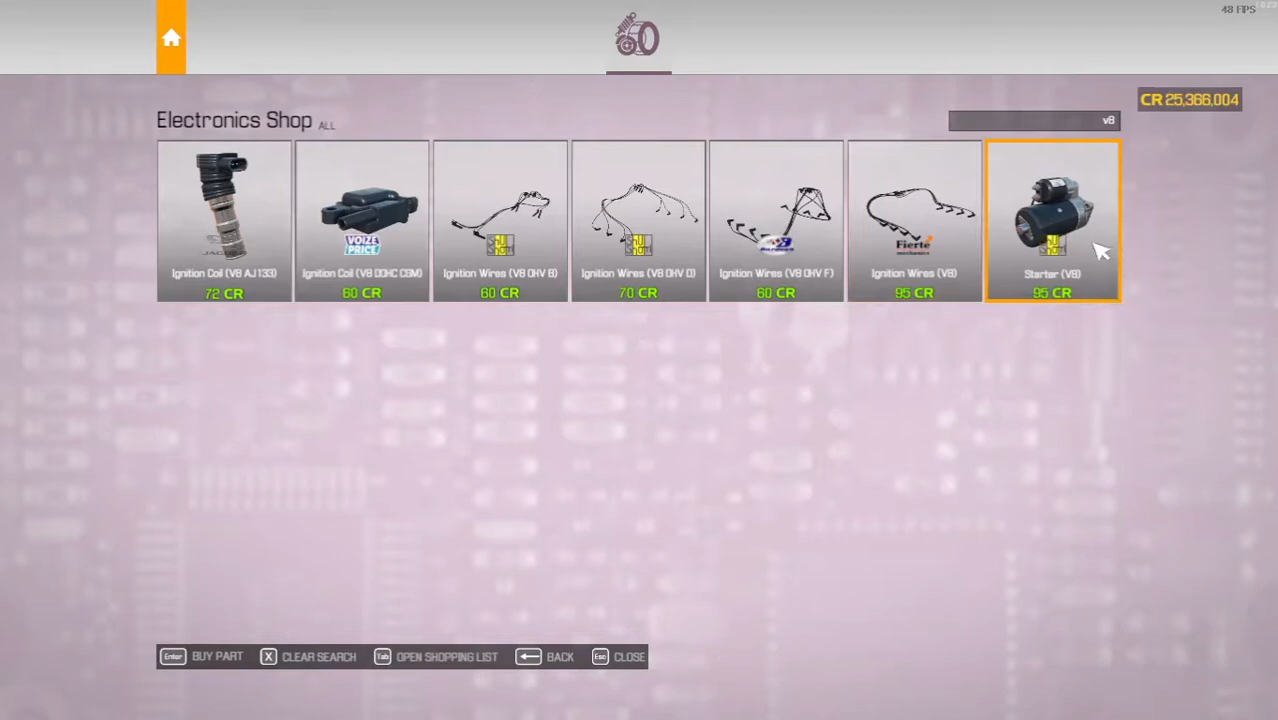 48 FPS
CR 25,366,004
Electronics Shop ALL
v8
VOIZE
PRICE
Fierte
mechanics
Ignition Coil (V8 AJ133)
Ignition Coil (V8 DOHC CGM)
Ignition Wires (V8 OHV B)
Ignition Wires (V8 OHV D)
Ignition Wires (V8 OHV F)
Ignition Wires (V8)
Starter (V8)
72 CR
60 CR
60 CR
70 CR
60 CR
95 CR
95 CR
Enter BUY PART X CLEAR SEARCH Tab OPEN SHOPPING LIST BACK Esc CLOSE